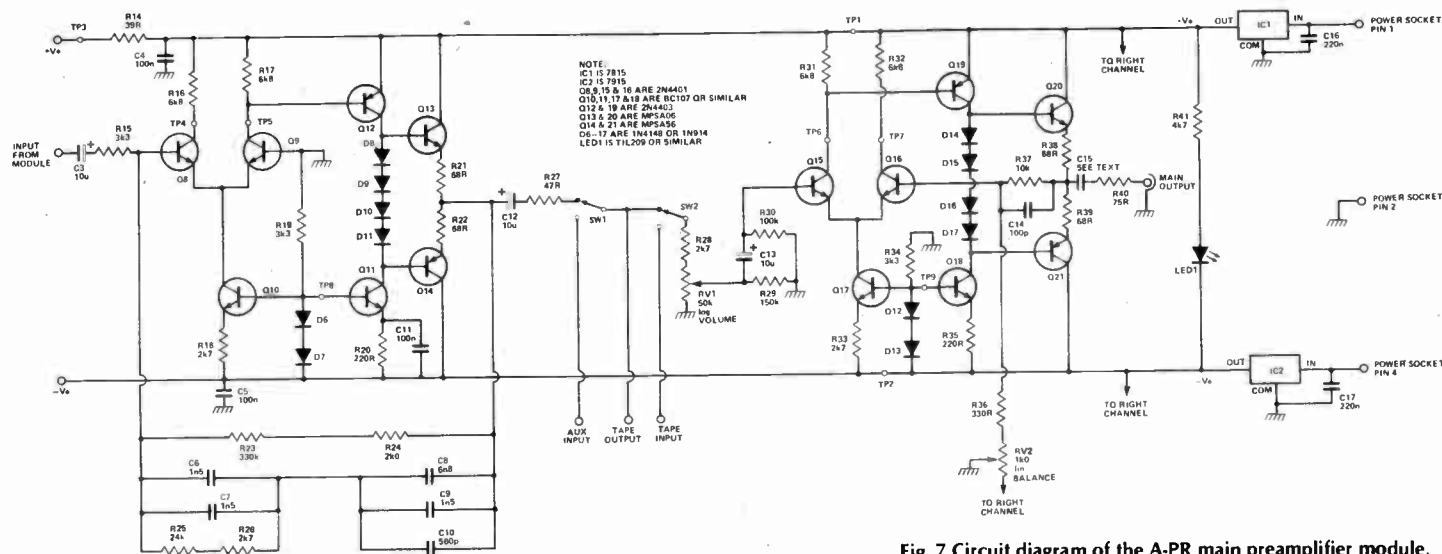 TP3
R14
39R
+Ve
C4
100n
R16
6k8
R17
6k8
TP4
TP5
INPUT
FROM
MODULE
C3
10u
R15
3k3
Q8
Q9
R19
3k3
Q10
R18
2k7
C5
100n
-Ve
D6
D7
TP8
Q11
R20
220R
C11
100n
Q12
D8
D9
D10
D11
Q13
R21
68R
R22
68R
Q14
C12
10u
R27
47R
SW1
SW2
R28
2k7
RV1
50k
log
VOLUME
AUX
INPUT
TAPE
OUTPUT
TAPE
INPUT
R23
330k
R24
2k0
C6
1n5
C7
1n5
R25
24k
R26
2k7
C8
6n8
C9
1n5
C10
560p
NOTE:
IC1 IS 7815
IC2 IS 7915
Q8,9,15 & 16 ARE 2N4401
Q10,11,17 &18 ARE BC107 OR SIMILAR
Q12 & 19 ARE 2N4403
Q13 & 20 ARE MPSA06
Q14 & 21 ARE MPSA56
D6–17 ARE 1N4148 OR 1N914
LED1 IS TIL209 OR SIMILAR
TP1
R31
6k8
R32
6k8
TP6
TP7
Q15
Q16
R30
100k
C13
10u
R29
150k
Q17
R33
2k7
R34
3k3
TP9
Q12
D13
Q18
R35
220R
TP2
Q19
D14
D15
D16
D17
Q20
R38
68R
R37
10k
C14
100p
C15
SEE TEXT
R40
75R
MAIN
OUTPUT
R39
68R
Q21
R36
330R
RV2
1k0
lin
BALANCE
TO RIGHT
CHANNEL
TO RIGHT
CHANNEL
TO RIGHT
CHANNEL
+Ve
R41
4k7
LED1
-Ve
OUT
IC1
IN
COM
C16
220n
POWER SOCKET
PIN 1
POWER SOCKET
PIN 2
OUT
IC2
IN
COM
C17
220n
POWER SOCKET
PIN 4
Fig. 7 Circuit diagram of the A-PR main preamplifier module.